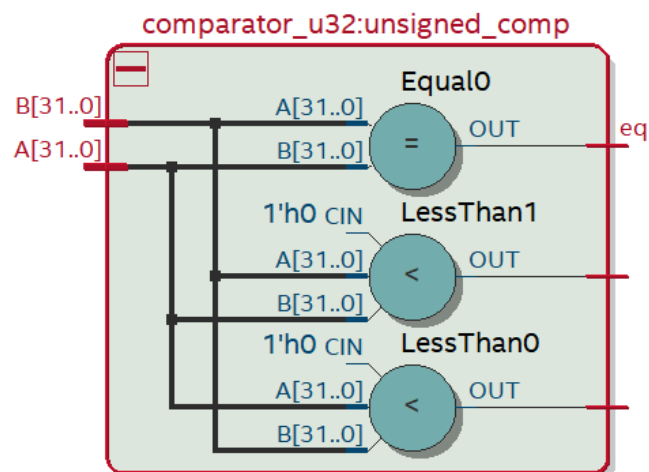 comparator_u32:unsigned_comp
Equal0
B[31..0]
A[31..0]
OUT
eq
A[31..0]
B[31..0]
=
1'h0 CIN
LessThan1
A[31..0]
OUT
<
B[31..0]
1'h0 CIN
LessThan0
A[31..0]
OUT
<
B[31..0]